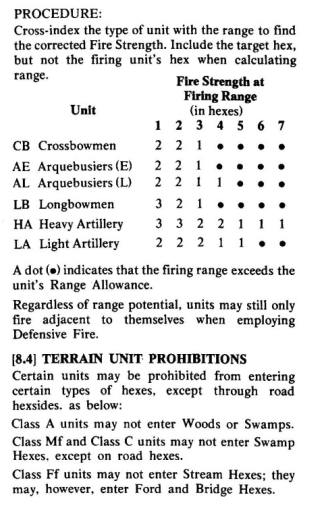 PROCEDURE:
Cross-index the type of unit with the range to find
the corrected Fire Strength. Include the target hex,
but not the firing unit's hex when calculating
range.
Fire Strength at
Firing Range
Unit (in hexes)
1 2 3 4 5 6 7
CB Crossbowmen 2 2 1 • • • •
AE Arquebusiers (E) 2 2 1 • • • •
AL Arquebusiers (L) 2 2 1 1 • • •
LB Longbowmen 3 2 1 • • • •
HA Heavy Artillery 3 3 2 2 1 1 1
LA Light Artillery 2 2 2 1 1 • •
A dot (•) indicates that the firing range exceeds the
unit's Range Allowance.
Regardless of range potential, units may still only
fire adjacent to themselves when employing
Defensive Fire.
[8.4] TERRAIN UNIT PROHIBITIONS
Certain units may be prohibited from entering
certain types of hexes, except through road
hexsides. as below:
Class A units may not enter Woods or Swamps.
Class Mf and Class C units may not enter Swamp
Hexes, except on road hexes.
Class Ff units may not enter Stream Hexes; they
may, however, enter Ford and Bridge Hexes.